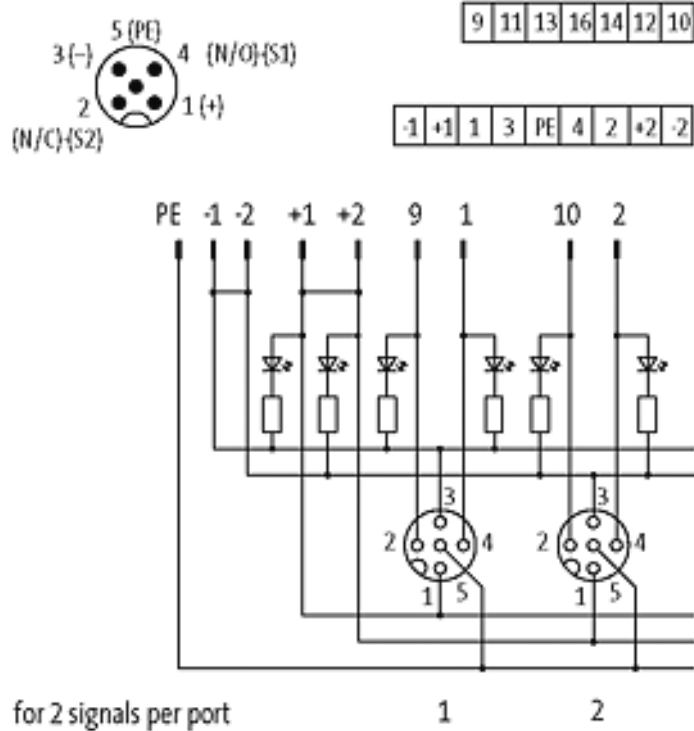 5 (PE)
3 (–) 4 (N/O)-(S1)
2 1 (+)
(N/C)-(S2)
9 11 13 16 14 12 10
-1 +1 1 3 PE 4 2 +2 -2
PE -1 -2 +1 +2 9 1 10 2
3 3
2 4 2 4
1 5 1 5
for 2 signals per port 1 2